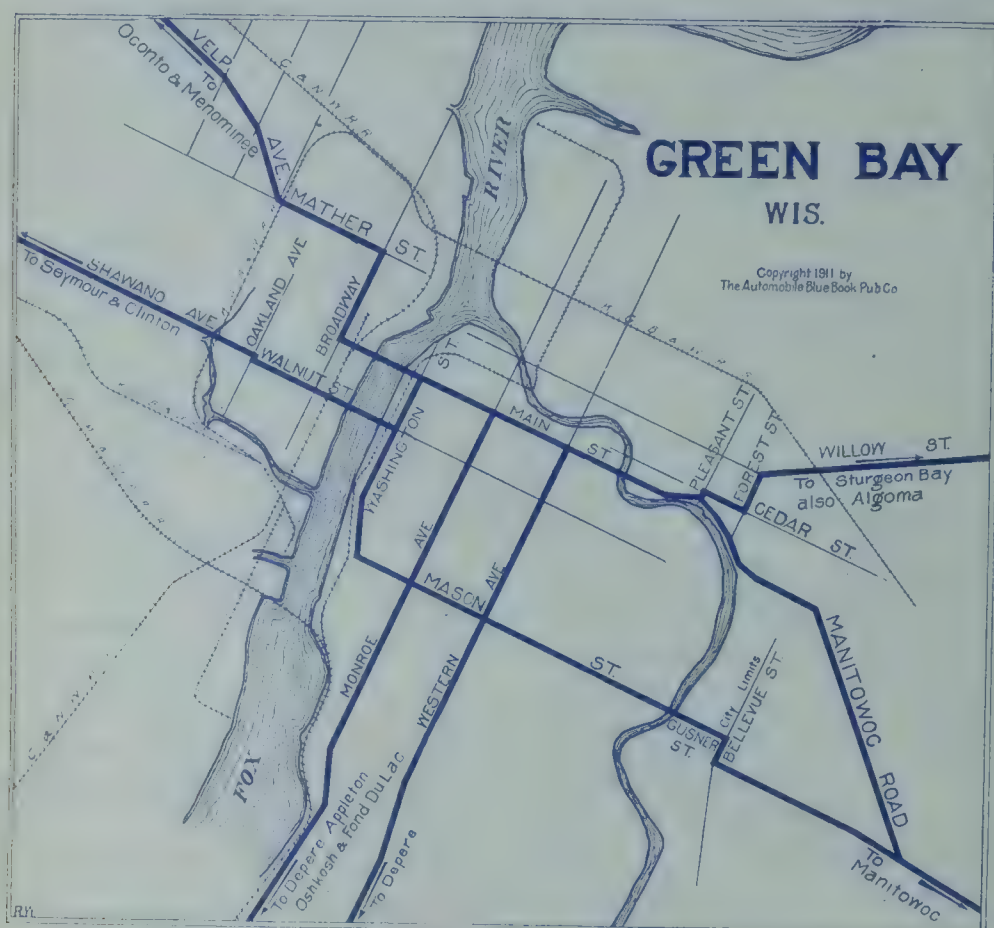 GREEN BAY
WIS.
Copyright 1911 by
The Automobile Blue Book Pub Co
VELP AVE.
To
Oconto & Menominee
C & N W R R
MATHER ST.
RIVER
SHAWANO AVE
To Seymour & Clinton
OAKLAND AVE
BROADWAY
WALNUT ST
WASHINGTON ST
MAIN ST
PLEASANT ST.
FOREST ST.
WILLOW ST.
To Sturgeon Bay
also Algoma
CEDAR ST.
MONROE AVE
WESTERN AVE
MASON ST.
GUSNER
ST.
City Limits
BELLEVUE ST
MANITOWOC ROAD
To
Manitowoc
FOX
To Depere Appleton
Oshkosh & Fond Du Lac
To Depere